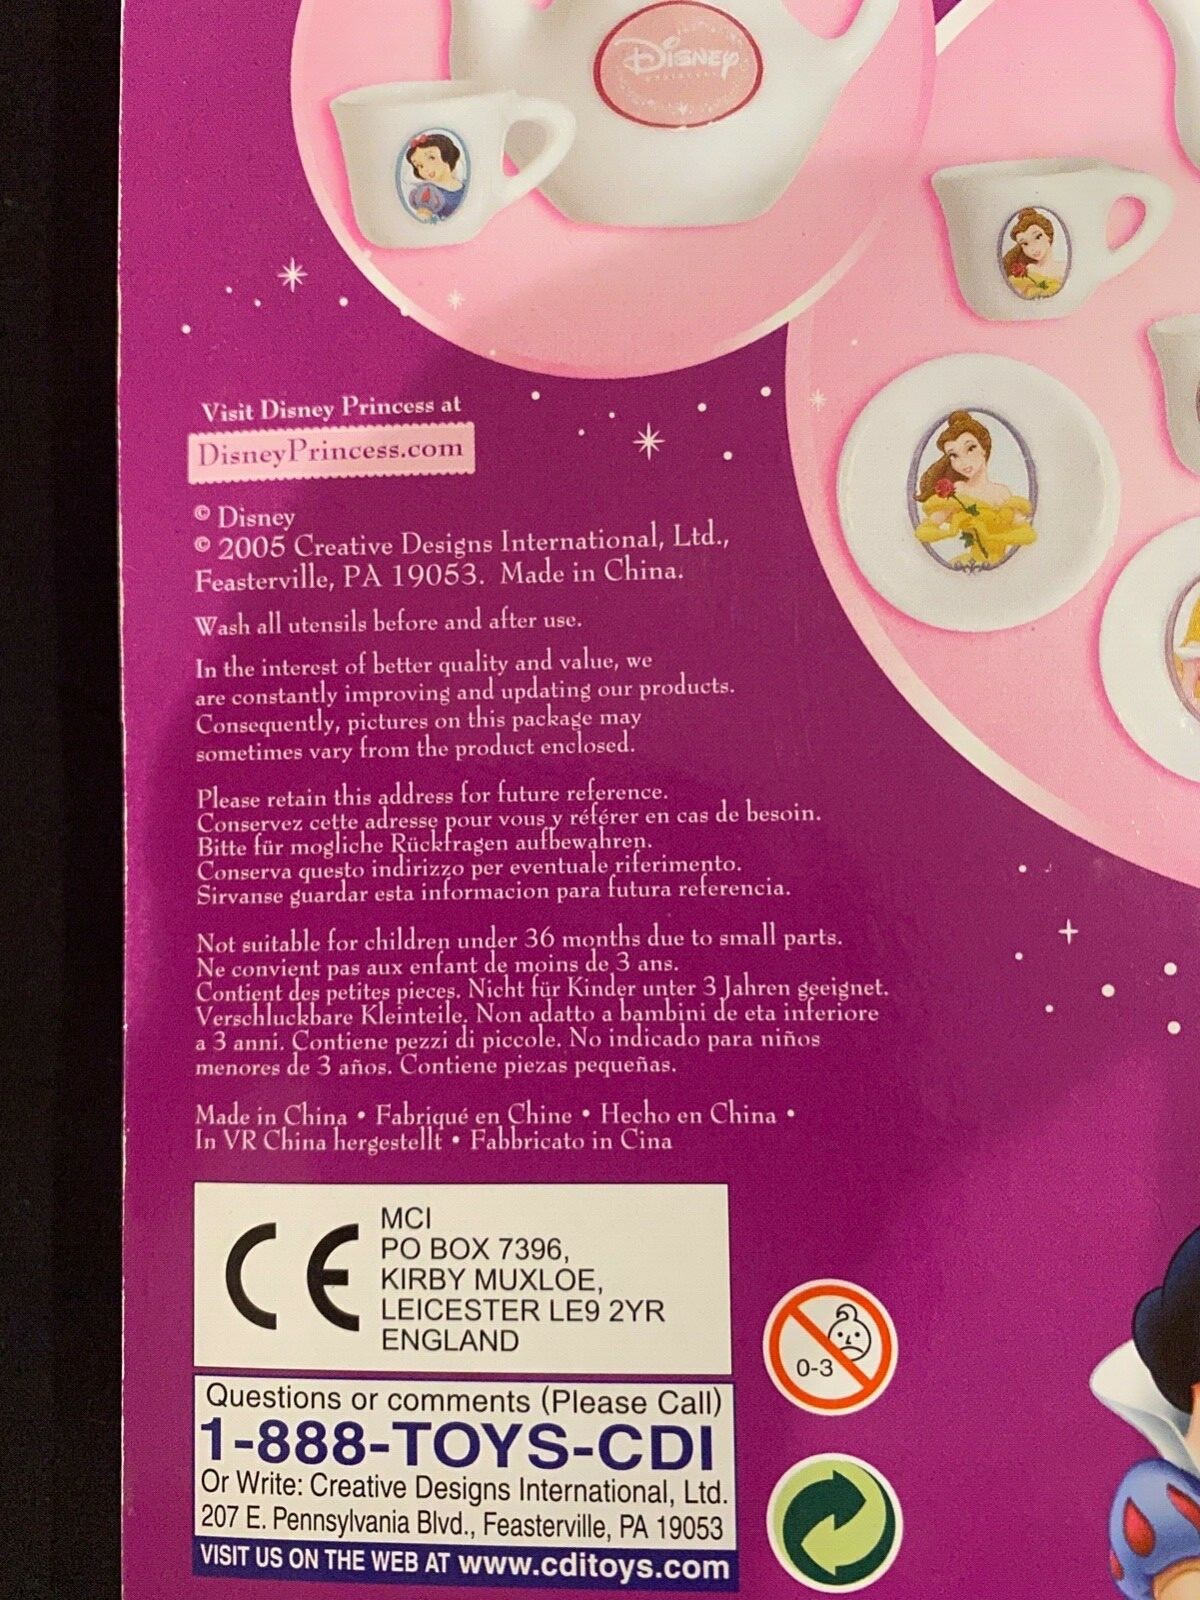 Disney
Visit Disney Princess at
DisneyPrincess.com
© Disney
© 2005 Creative Designs International, Ltd.,
Feasterville, PA 19053. Made in China.
Wash all utensils before and after use.
In the interest of better quality and value, we
are constantly improving and updating our products.
Consequently, pictures on this package may
sometimes vary from the product enclosed.
Please retain this address for future reference.
Conservez cette adresse pour vous y référer en cas de besoin.
Bitte für mogliche Rückfragen aufbewahren.
Conserva questo indirizzo per eventuale riferimento.
Sirvanse guardar esta informacion para futura referencia.
Not suitable for children under 36 months due to small parts.
Ne convient pas aux enfant de moins de 3 ans.
Contient des petites pieces. Nicht für Kinder unter 3 Jahren geeignet.
Verschluckbare Kleinteile. Non adatto a bambini de eta inferiore
a 3 anni. Contiene pezzi di piccole. No indicado para niños
menores de 3 años. Contiene piezas pequeñas.
Made in China • Fabriqué en Chine • Hecho en China •
In VR China hergestellt • Fabbricato in Cina
CE
MCI
PO BOX 7396,
KIRBY MUXLOE,
LEICESTER LE9 2YR
ENGLAND
0-3
Questions or comments (Please Call)
1-888-TOYS-CDI
Or Write: Creative Designs International, Ltd.
207 E. Pennsylvania Blvd., Feasterville, PA 19053
VISIT US ON THE WEB AT www.cditoys.com